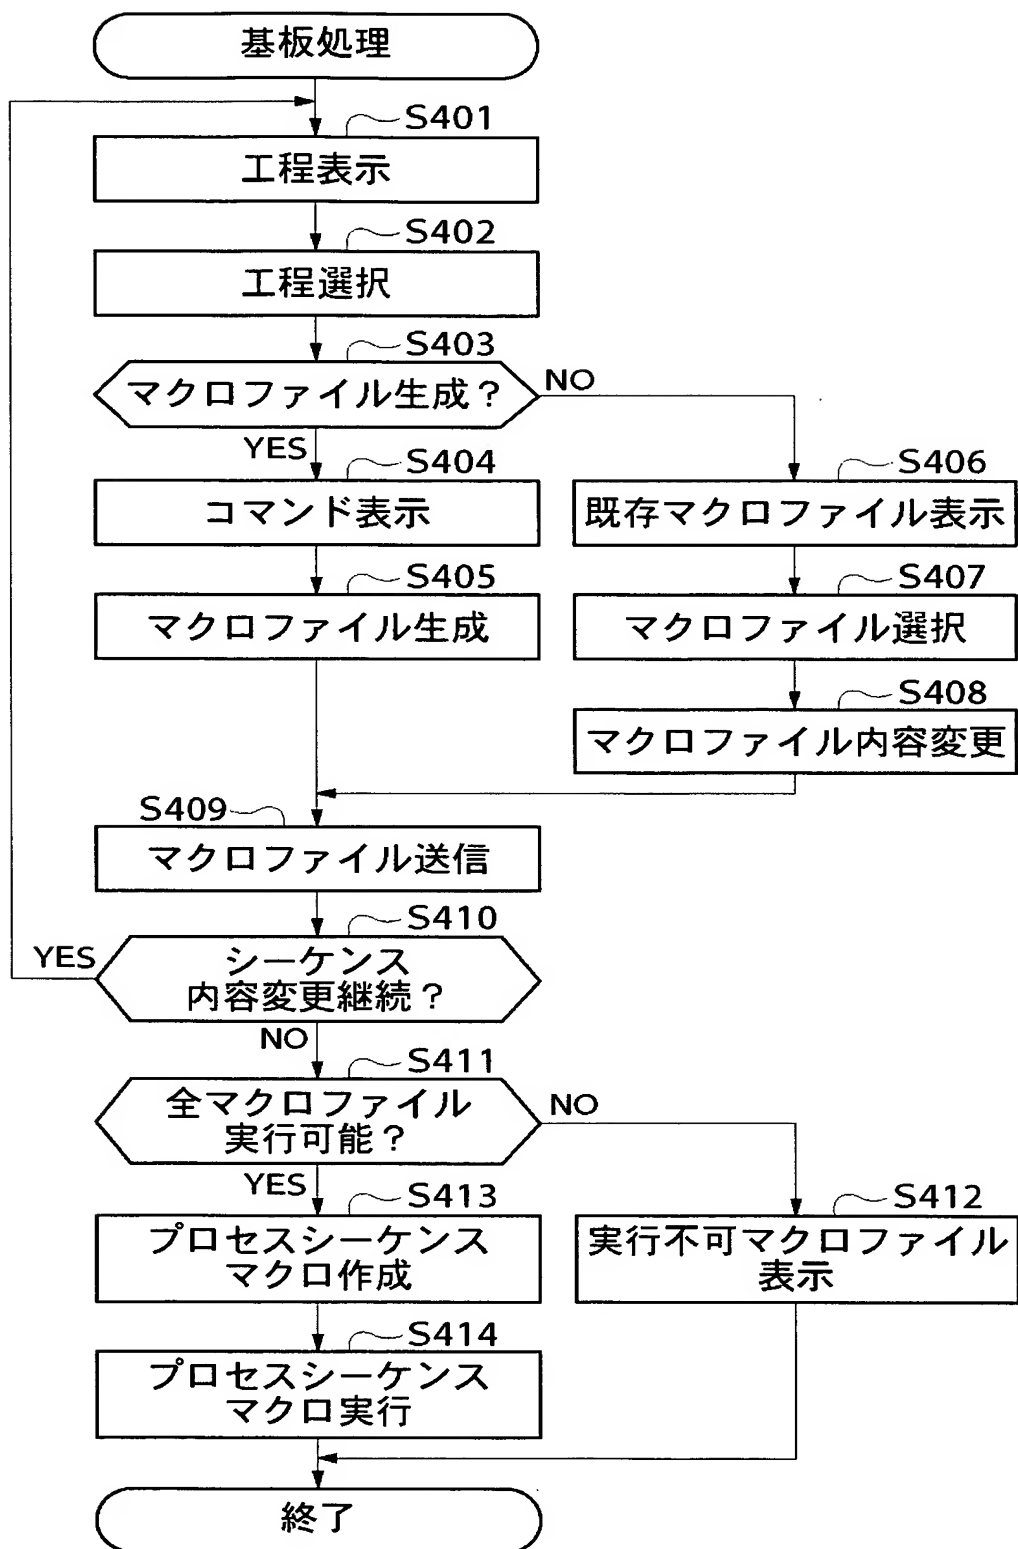 基板処理
S401
工程表示
S402
工程選択
S403
マクロファイル生成？
NO
YES
S404
コマンド表示
S406
既存マクロファイル表示
S405
マクロファイル生成
S407
マクロファイル選択
S408
マクロファイル内容変更
S409
マクロファイル送信
S410
YES
シーケンス
内容変更継続？
NO
S411
全マクロファイル
実行可能？
NO
YES
S413
プロセスシーケンス
マクロ作成
S412
実行不可マクロファイル
表示
S414
プロセスシーケンス
マクロ実行
終了